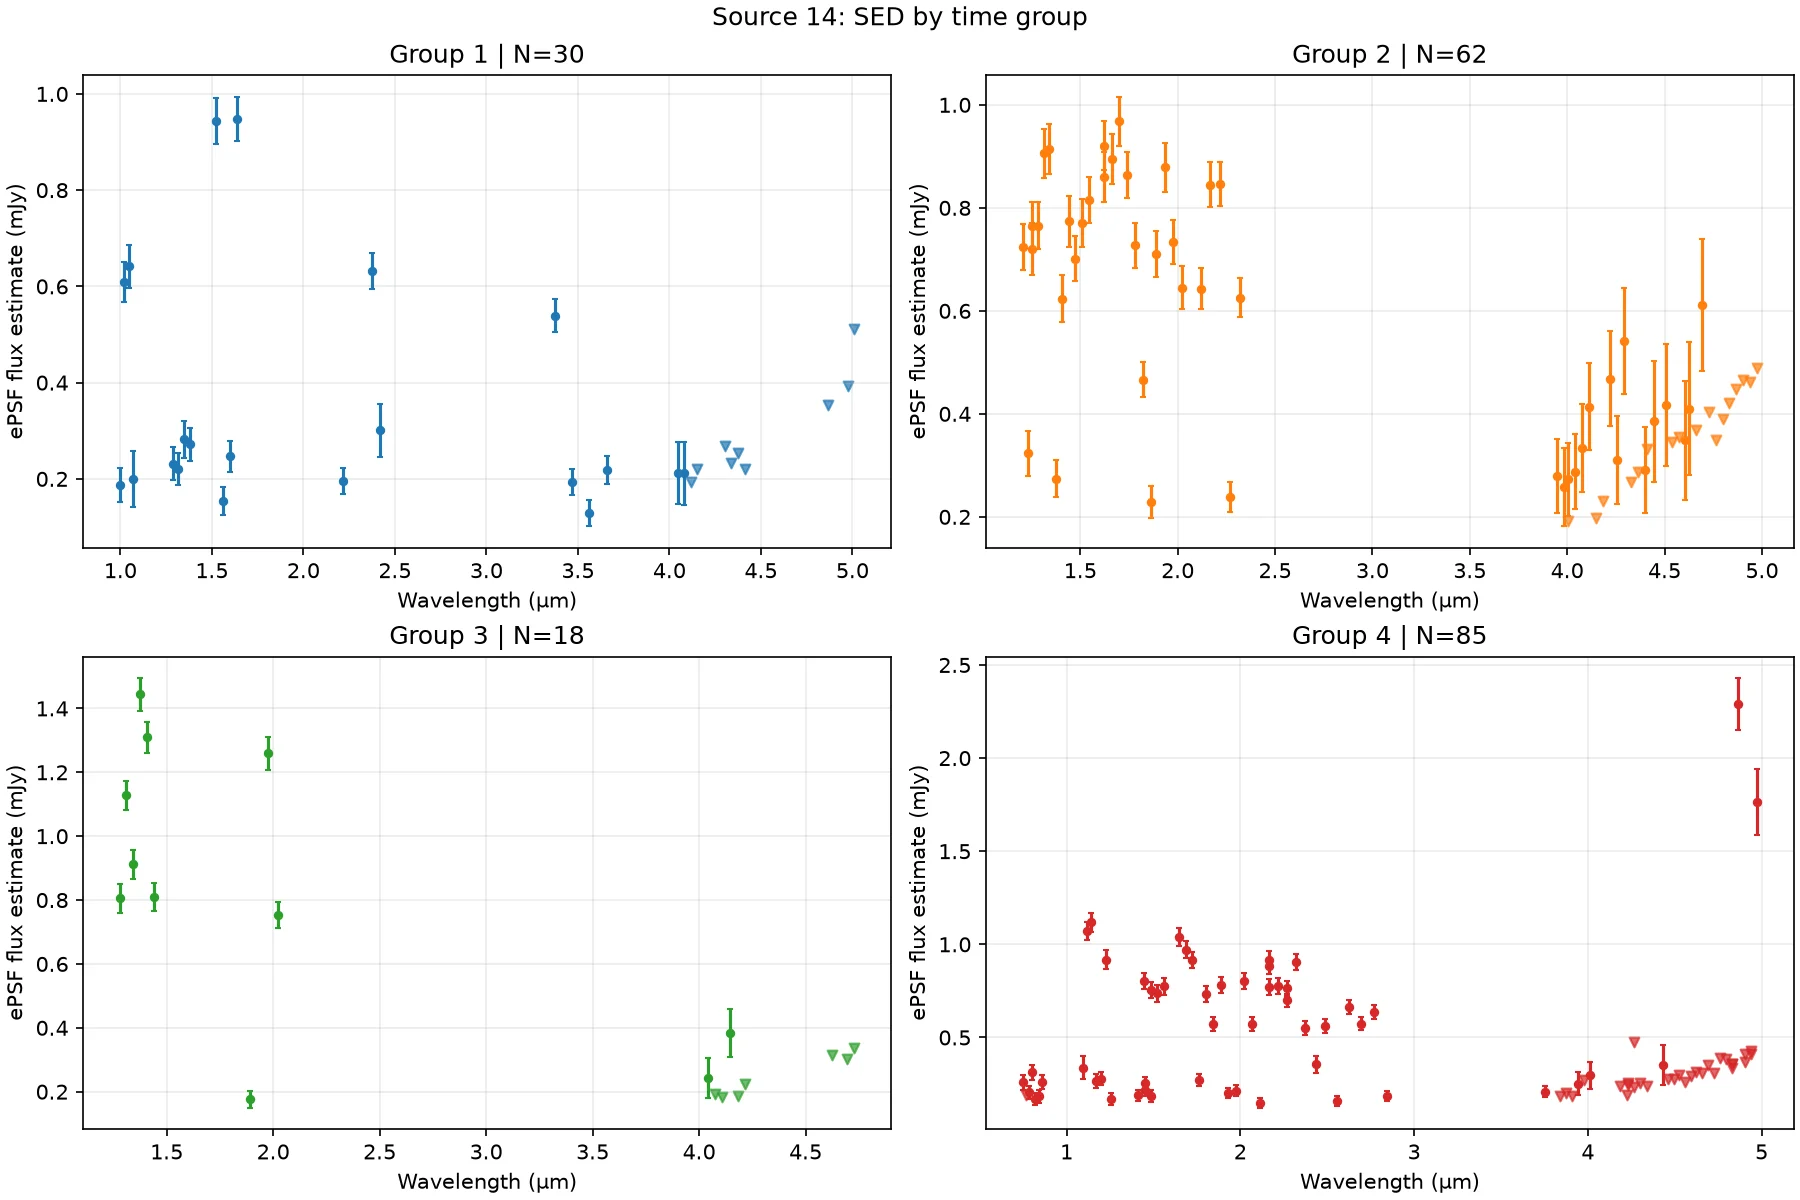 Source 14: SED by time group
Group 1 | N=30
ePSF flux estimate (mJy)
1.0
0.8
0.6
0.4
0.2
1.0 1.5 2.0 2.5 3.0 3.5 4.0 4.5 5.0
Wavelength (μm)
Group 2 | N=62
ePSF flux estimate (mJy)
1.0
0.8
0.6
0.4
0.2
1.5 2.0 2.5 3.0 3.5 4.0 4.5 5.0
Wavelength (μm)
Group 3 | N=18
ePSF flux estimate (mJy)
1.4
1.2
1.0
0.8
0.6
0.4
0.2
1.5 2.0 2.5 3.0 3.5 4.0 4.5
Wavelength (μm)
Group 4 | N=85
ePSF flux estimate (mJy)
2.5
2.0
1.5
1.0
0.5
1 2 3 4 5
Wavelength (μm)